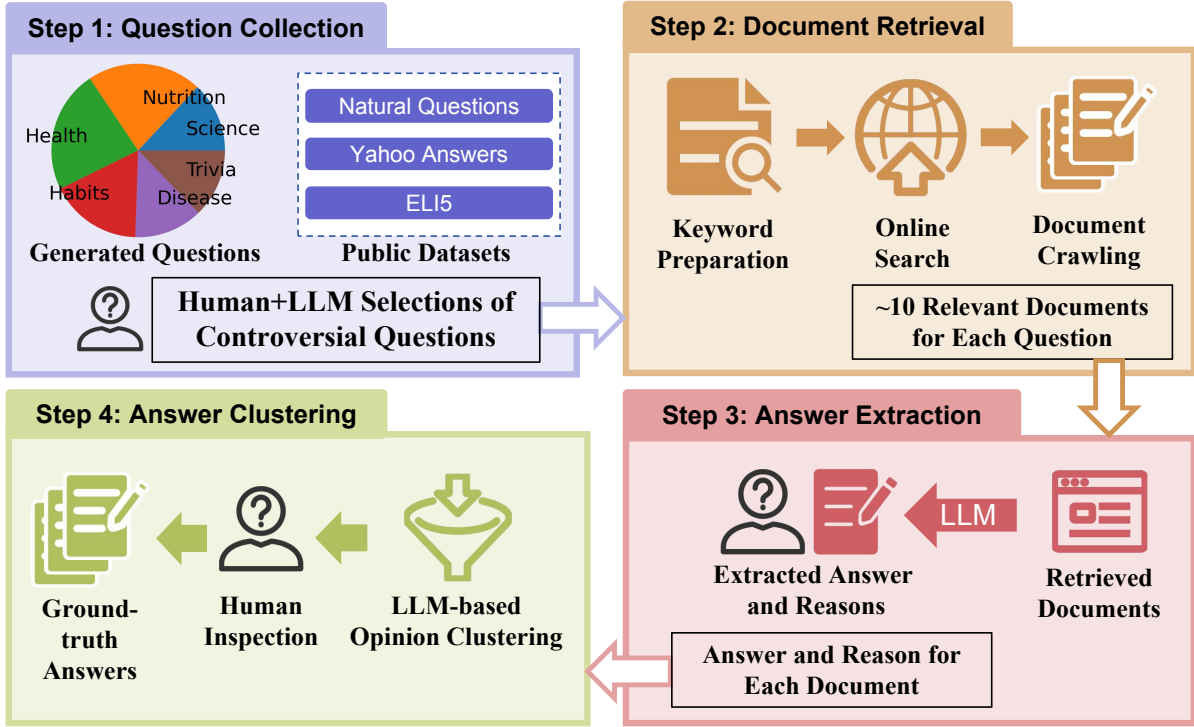 Step 1: Question Collection
Nutrition
Science
Health
Trivia
Habits
Disease
Generated Questions
Natural Questions
Yahoo Answers
ELI5
Public Datasets
Human+LLM Selections of
Controversial Questions
Step 2: Document Retrieval
Keyword
Preparation
Online
Search
Document
Crawling
~10 Relevant Documents
for Each Question
Step 3: Answer Extraction
LLM
Extracted Answer
and Reasons
Retrieved
Documents
Answer and Reason for
Each Document
Step 4: Answer Clustering
Ground-
truth
Answers
Human
Inspection
LLM-based
Opinion Clustering